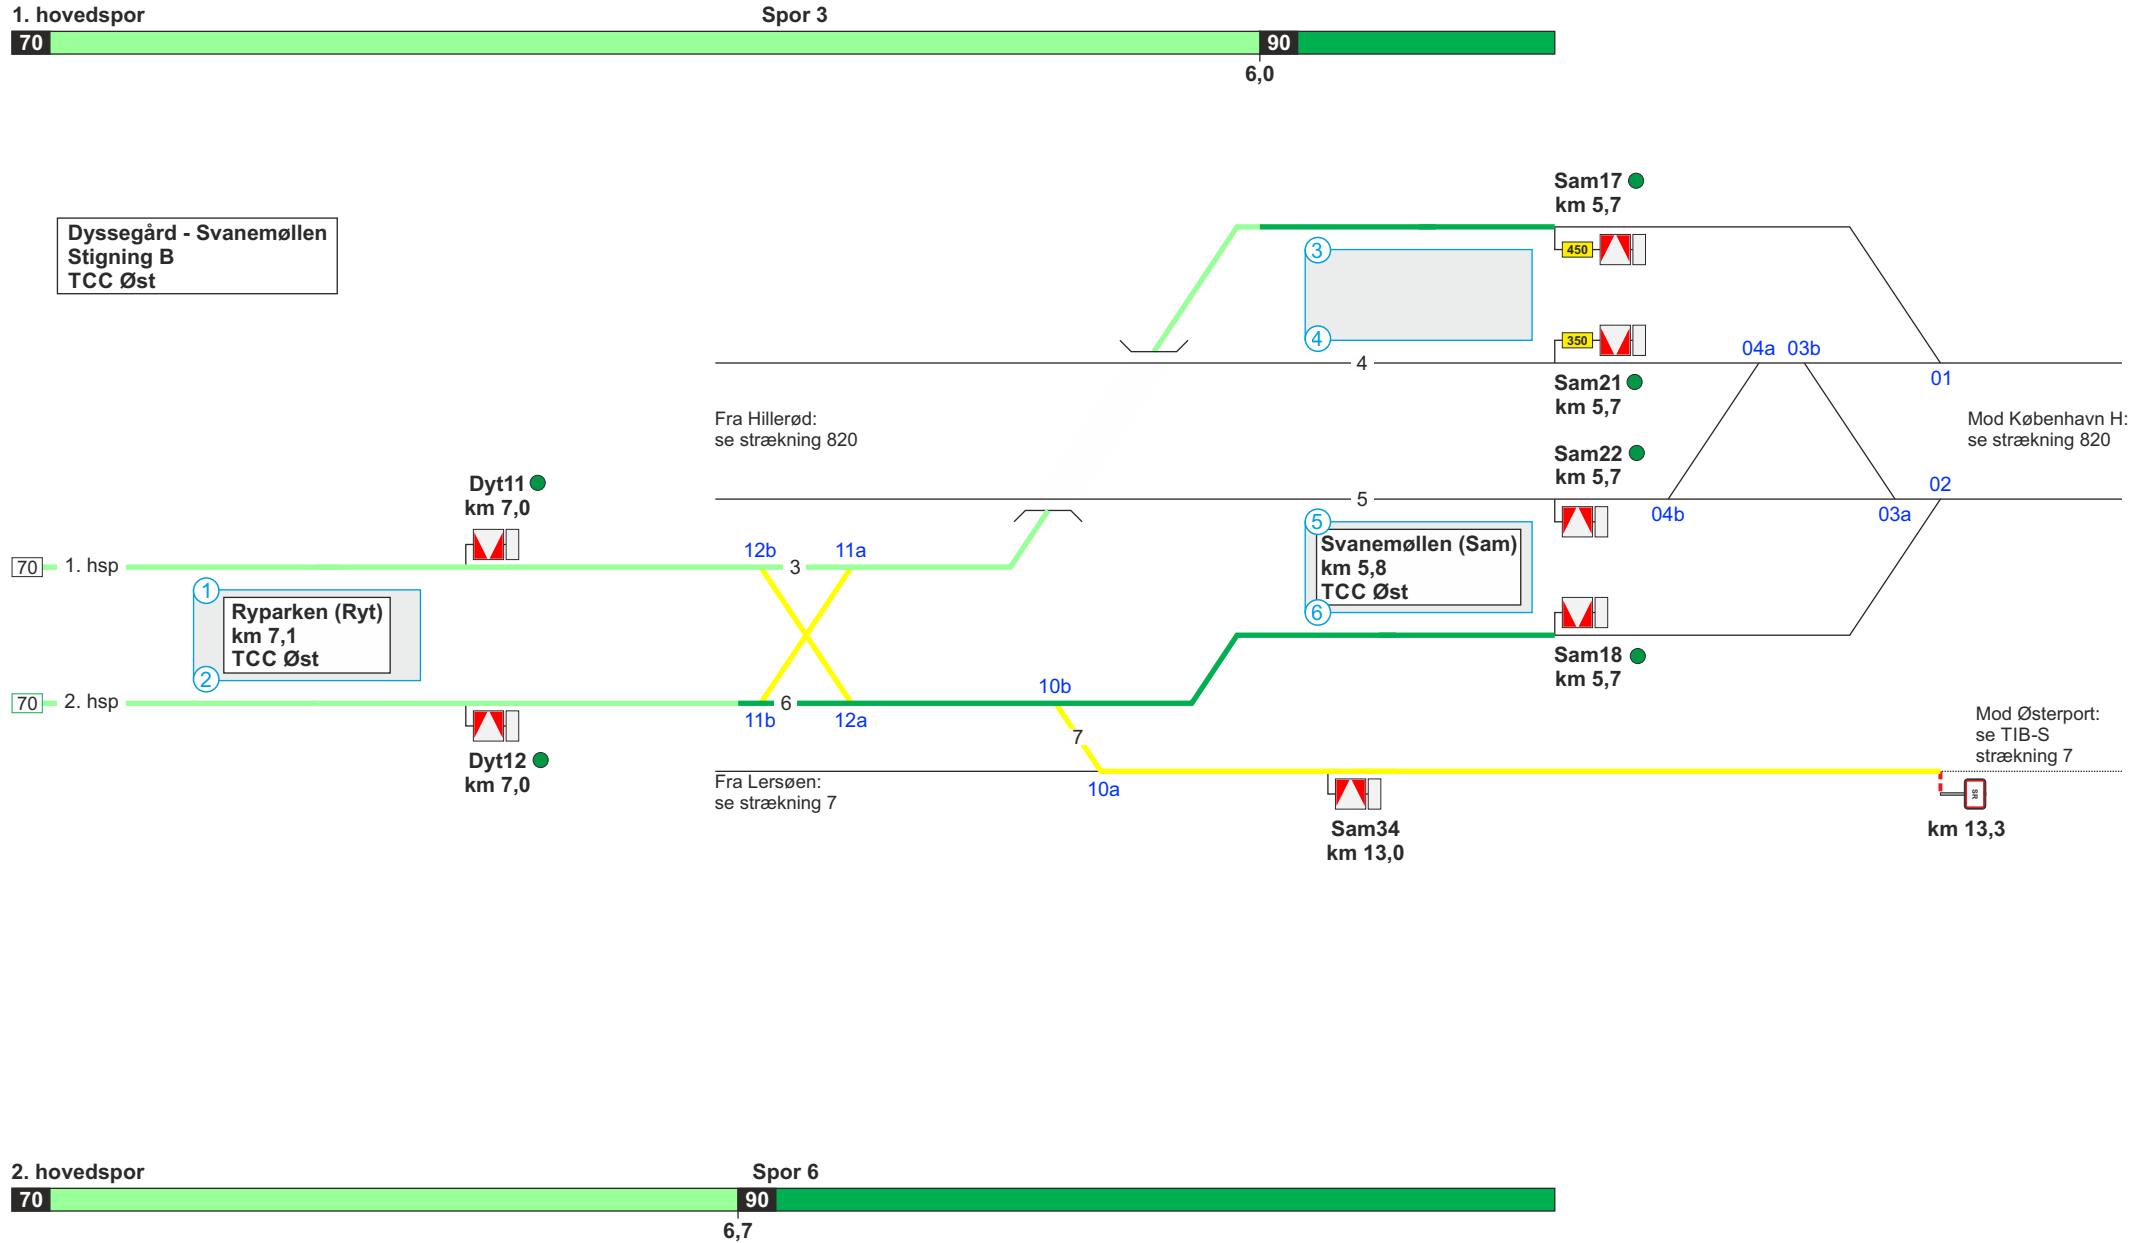 1. hovedspor
Spor 3
70
90
6,0
Dyssegård - Svanemøllen
Stigning B
TCC Øst
Sam17
km 5,7
450
3
4
350
4
Sam21
km 5,7
04a 03b
01
Fra Hillerød:
se strækning 820
Mod København H:
se strækning 820
Sam22
km 5,7
5
04b
03a
02
Dyt11
km 7,0
70
1. hsp
12b
11a
3
5
Svanemøllen (Sam)
km 5,8
TCC Øst
6
1
Ryparken (Ryt)
km 7,1
TCC Øst
2
Sam18
km 5,7
70
2. hsp
11b
6
12a
10b
7
10a
Dyt12
km 7,0
Fra Lersøen:
se strækning 7
Mod Østerport:
se TIB-S
strækning 7
SR
Sam34
km 13,0
km 13,3
2. hovedspor
Spor 6
70
90
6,7